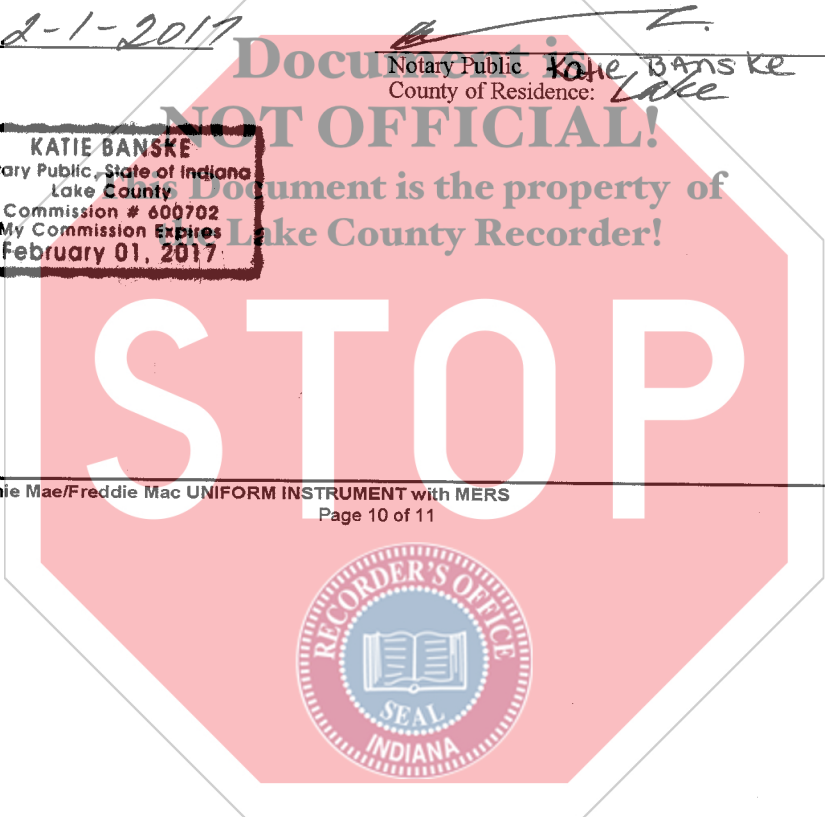 2-1-2017
Document is
Notary Public Katie BANSKE
County of Residence: Lake
NOT OFFICIAL!
KATIE BANSKE
ary Public, State of Indiana
Lake County
Commission # 600702
My Commission Expires
February 01, 2017
This Document is the property of
the Lake County Recorder!
STOP
ie Mae/Freddie Mac UNIFORM INSTRUMENT with MERS
Page 10 of 11
RECORDER'S OFFICE
SEAL
INDIANA